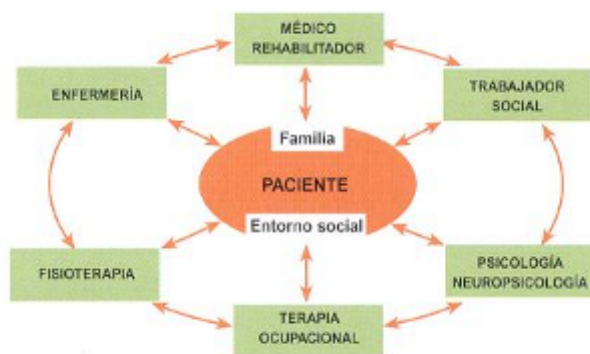 MÉDICO
REHABILITADOR
ENFERMERÍA
TRABAJADOR
SOCIAL
Familia
PACIENTE
Entorno social
FISIOTERAPIA
PSICOLOGÍA
NEUROPSICOLOGÍA
TERAPIA
OCUPACIONAL